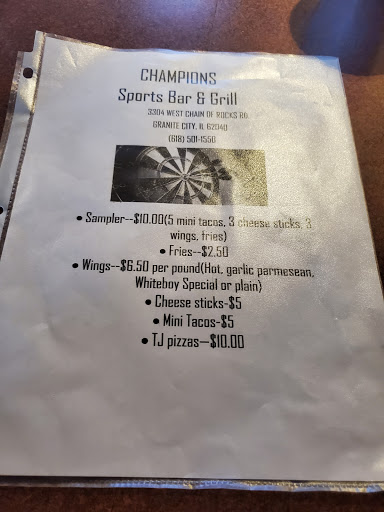 CHAMPIONS
Sports Bar & Grill
3304 WEST CHAIN OF ROCKS RD.
GRANITE CITY, IL 62040
(618) 501-1550
• Sampler--$10.00(5 mini tacos, 3 cheese sticks, 3
wings, fries)
• Fries--$2.50
• Wings--$6.50 per pound(Hot, garlic parmesean,
Whiteboy Special or plain)
• Cheese sticks-$5
• Mini Tacos-$5
• TJ pizzas—$10.00